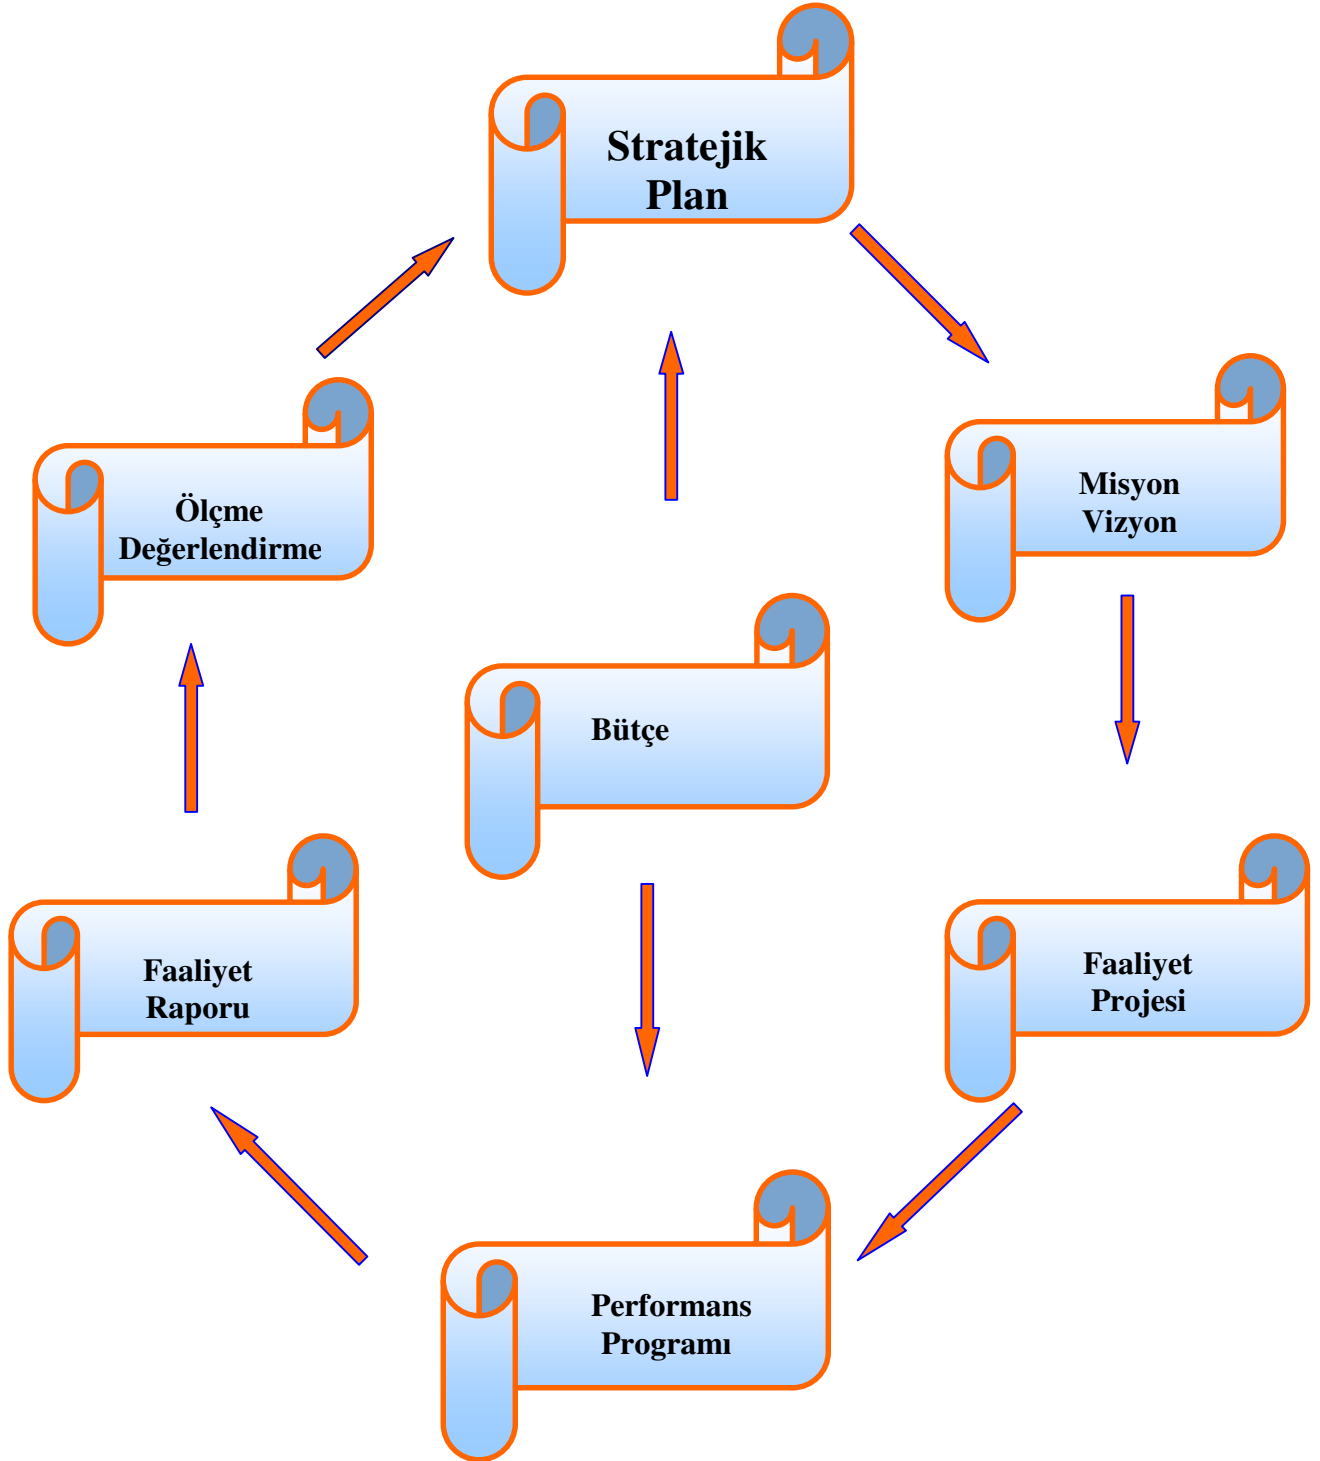 Stratejik
Plan
Misyon
Vizyon
Ölçme
Değerlendirme
Bütçe
Faaliyet
Projesi
Faaliyet
Raporu
Performans
Programı